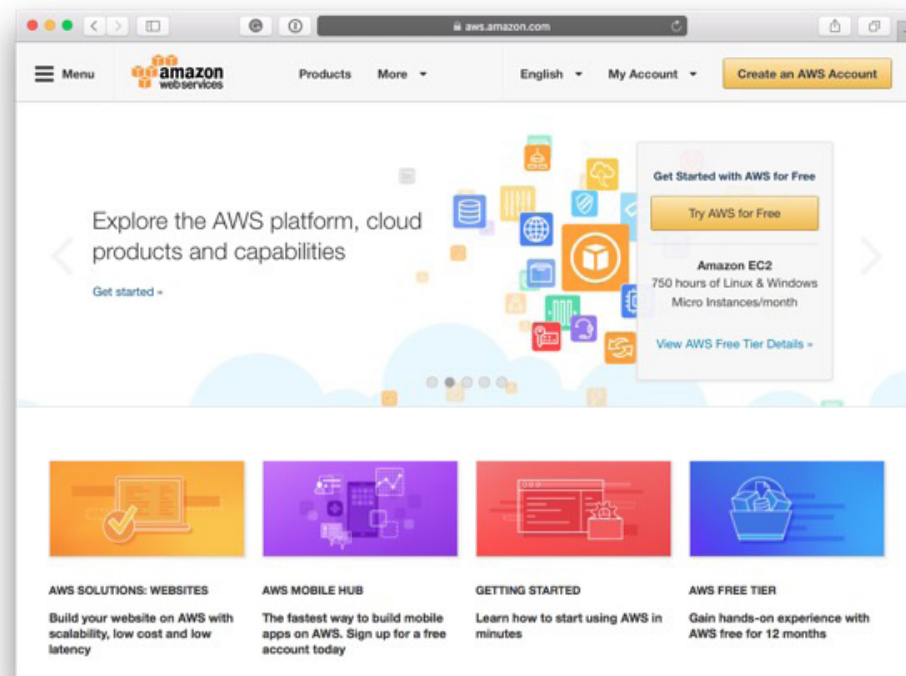 aws.amazon.com
Menu
amazon
web services
Products
More
English
My Account
Create an AWS Account
Explore the AWS platform, cloud
products and capabilities
Get started »
Get Started with AWS for Free
Try AWS for Free
Amazon EC2
750 hours of Linux & Windows
Micro Instances/month
View AWS Free Tier Details »
AWS SOLUTIONS: WEBSITES
Build your website on AWS with
scalability, low cost and low
latency
AWS MOBILE HUB
The fastest way to build mobile
apps on AWS. Sign up for a free
account today
GETTING STARTED
Learn how to start using AWS in
minutes
AWS FREE TIER
Gain hands-on experience with
AWS free for 12 months